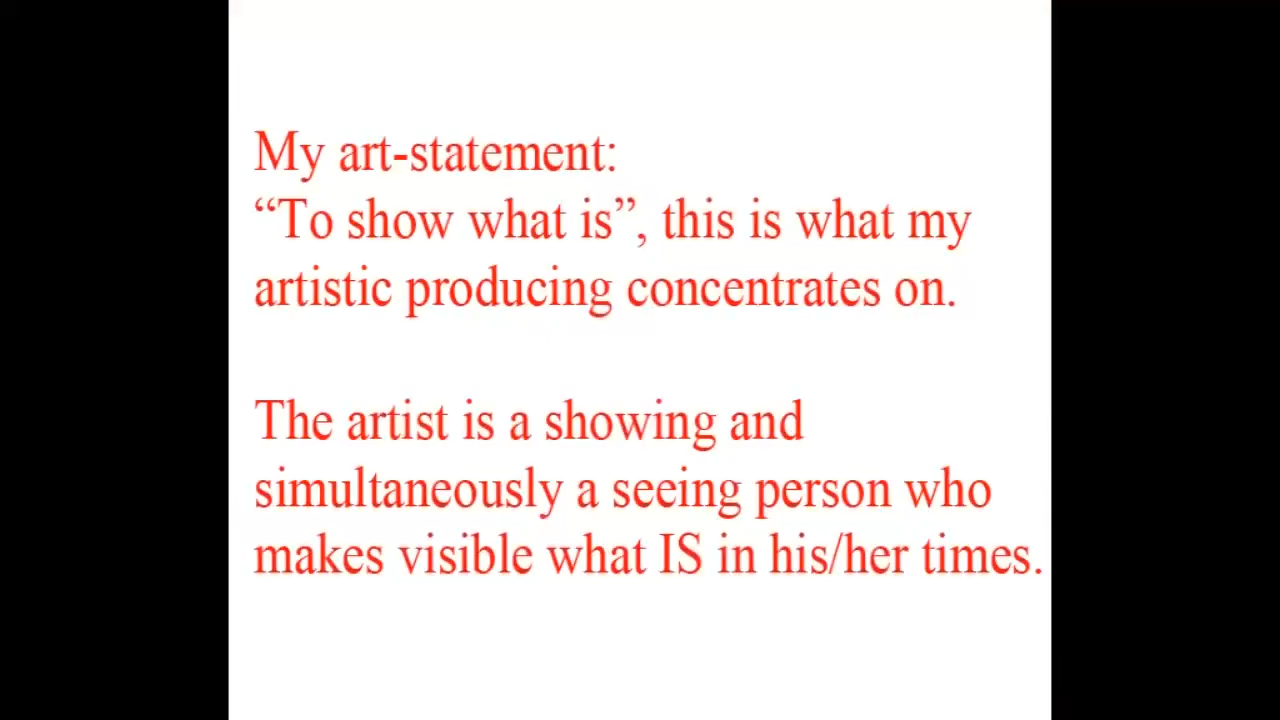 My art-statement:
“To show what is”, this is what my
artistic producing concentrates on.
The artist is a showing and
simultaneously a seeing person who
makes visible what IS in his/her times.